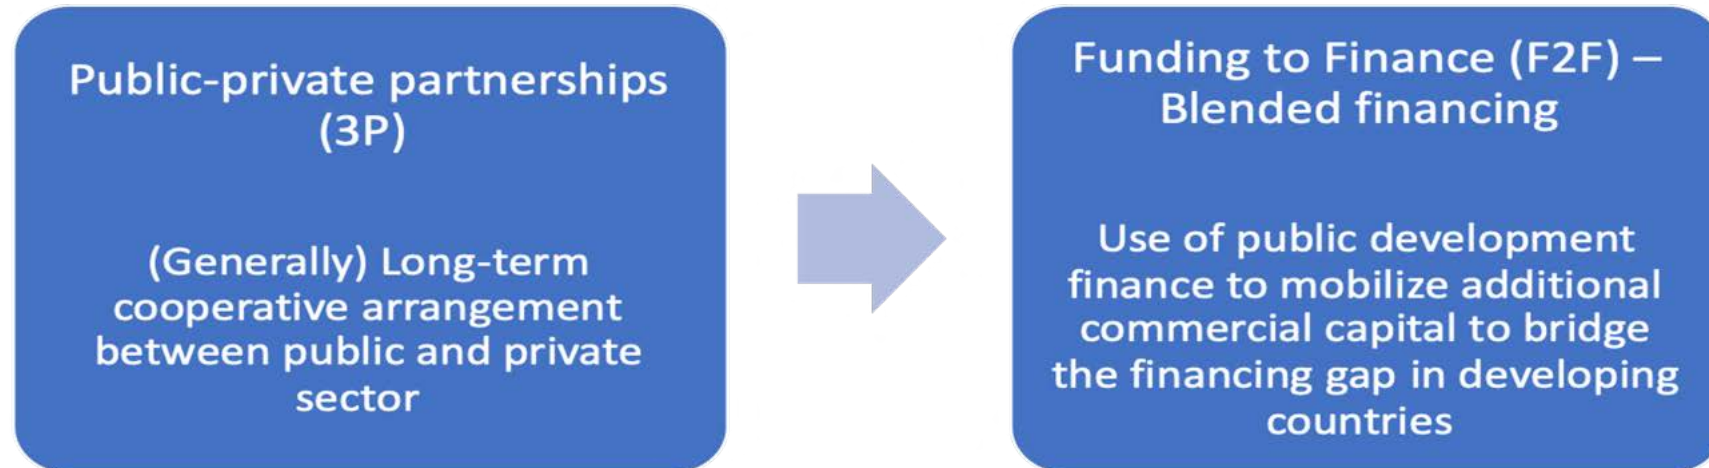 Public-private partnerships
(3P)
(Generally) Long-term
cooperative arrangement
between public and private
sector
Funding to Finance (F2F) –
Blended financing
Use of public development
finance to mobilize additional
commercial capital to bridge
the financing gap in developing
countries